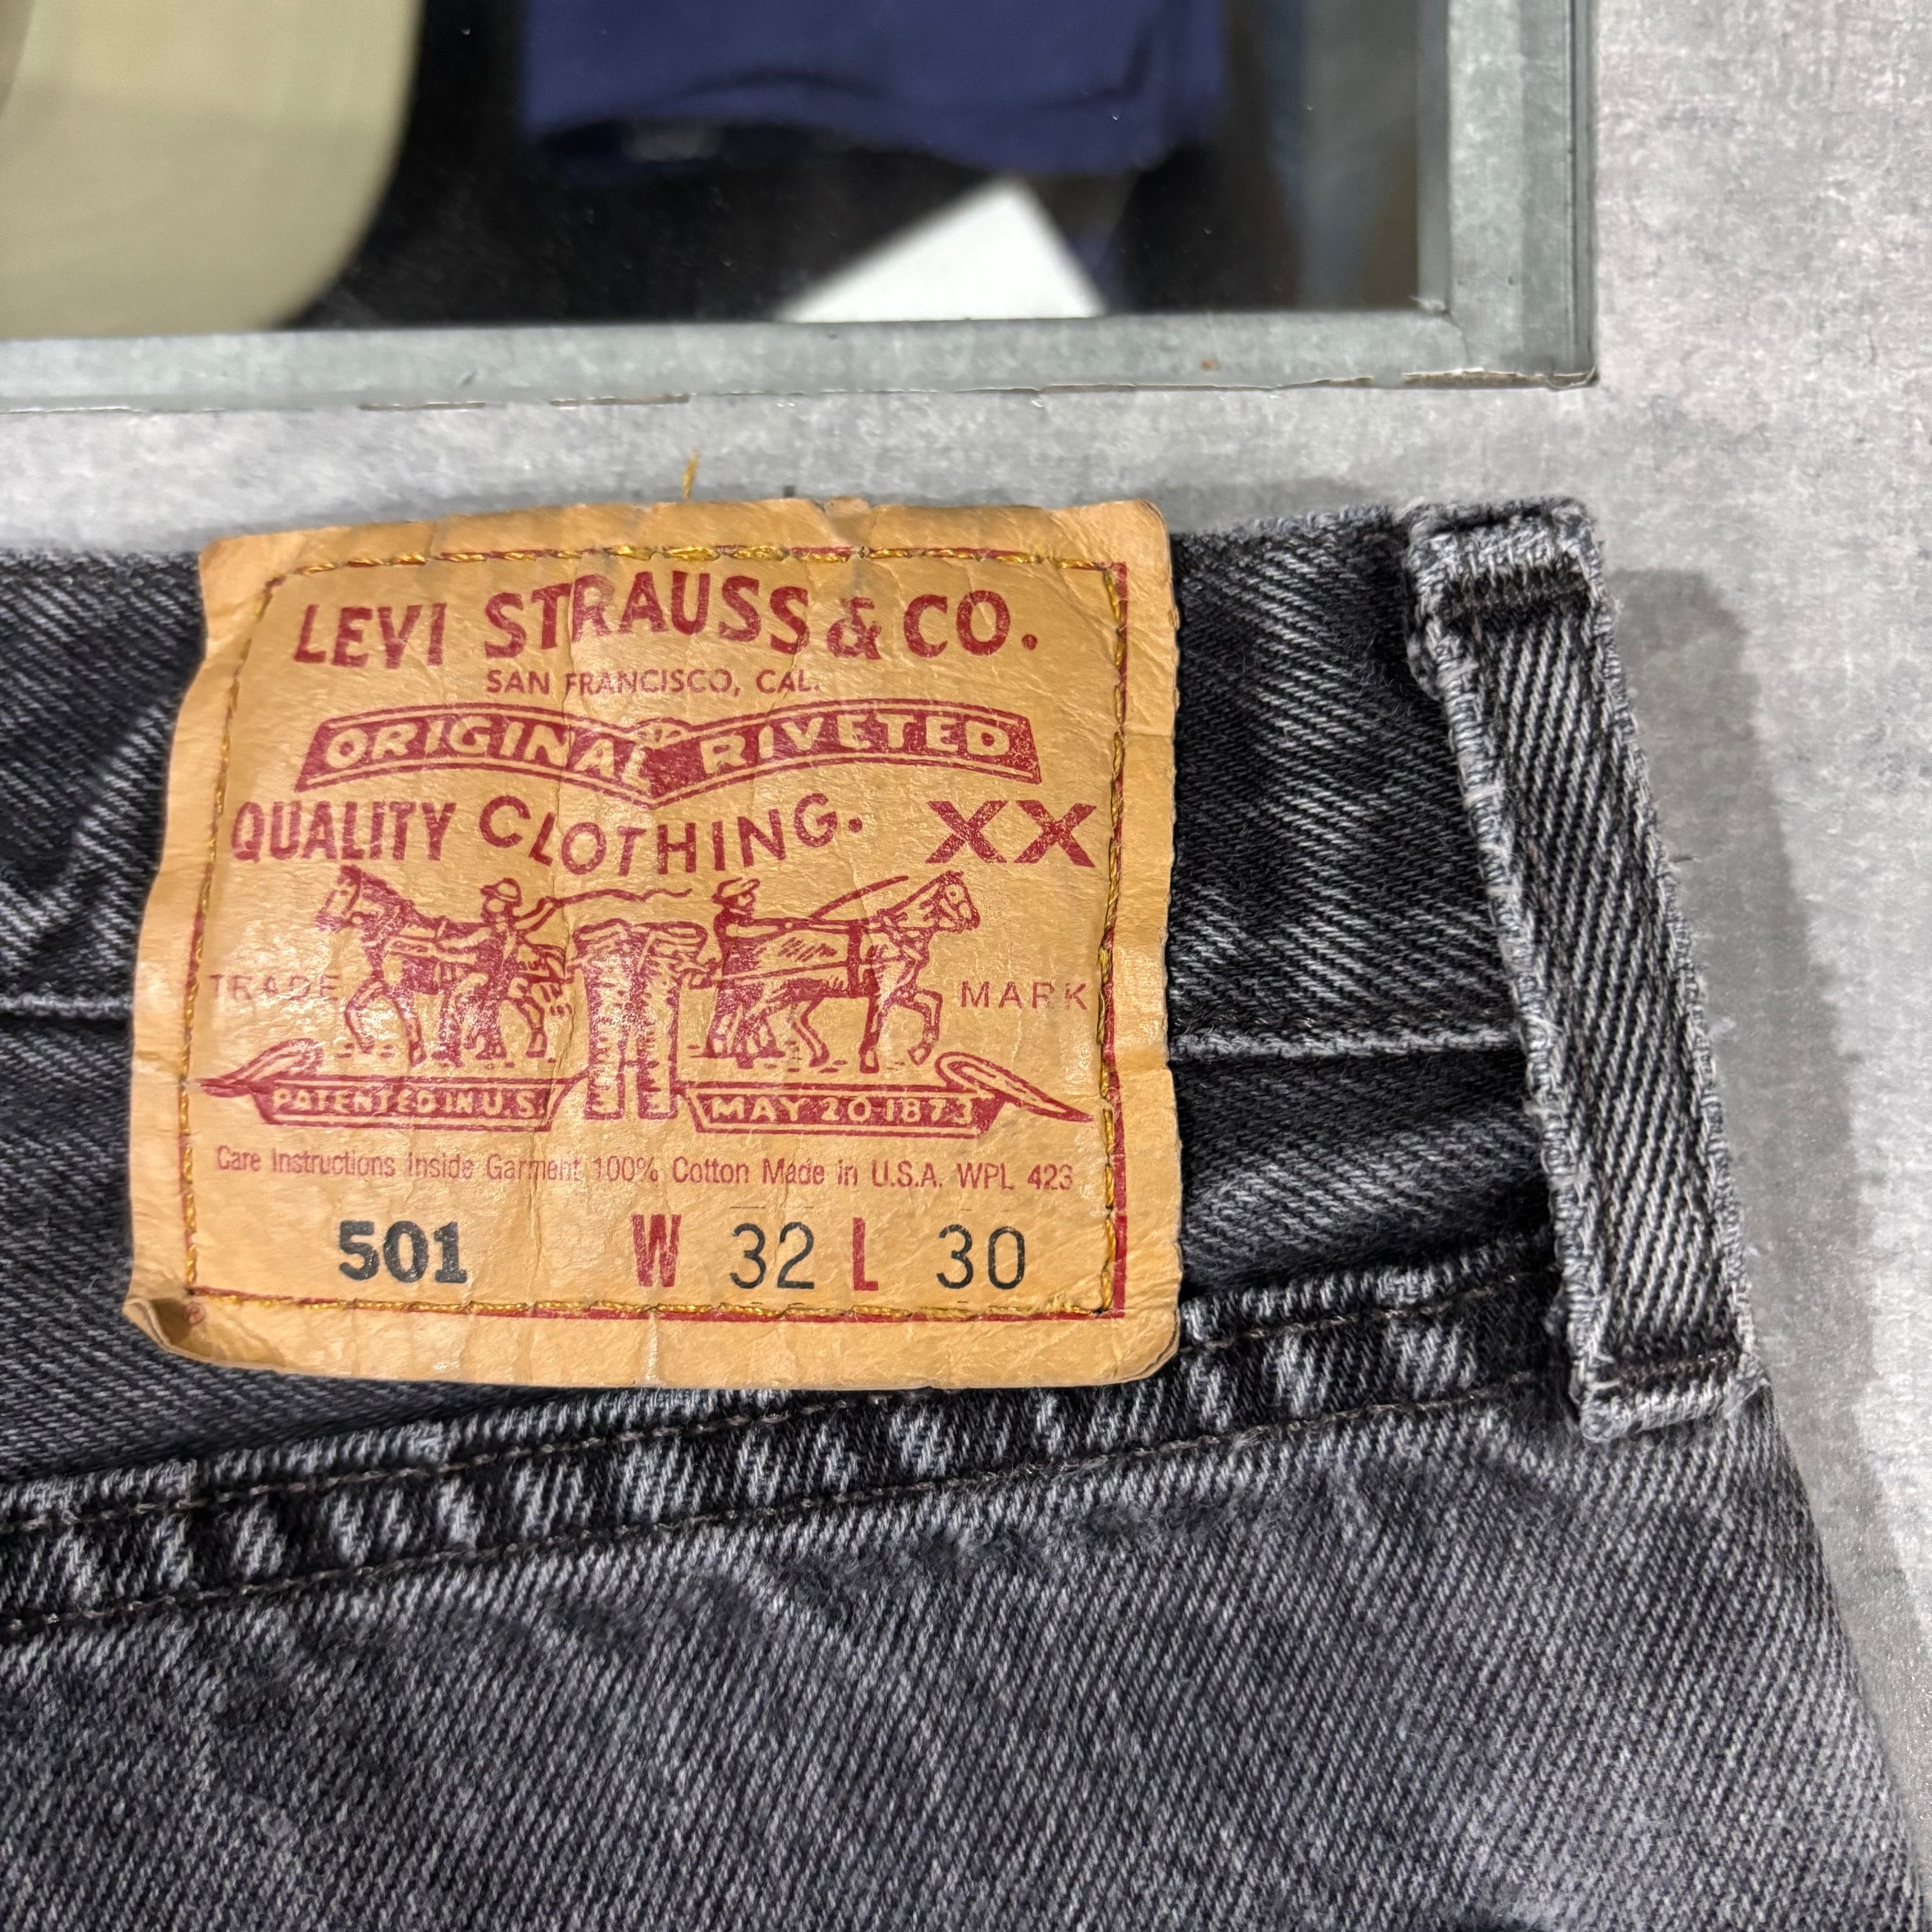 LEVI STRAUSS & CO.
SAN FRANCISCO, CAL.
ORIGINAL RIVETED
QUALITY CLOTHING. XX
TRADE MARK
PATENTED IN U.S. MAY 20 1873
Care Instructions Inside Garment 100% Cotton Made in U.S.A. WPL 423
501 W 32 L 30